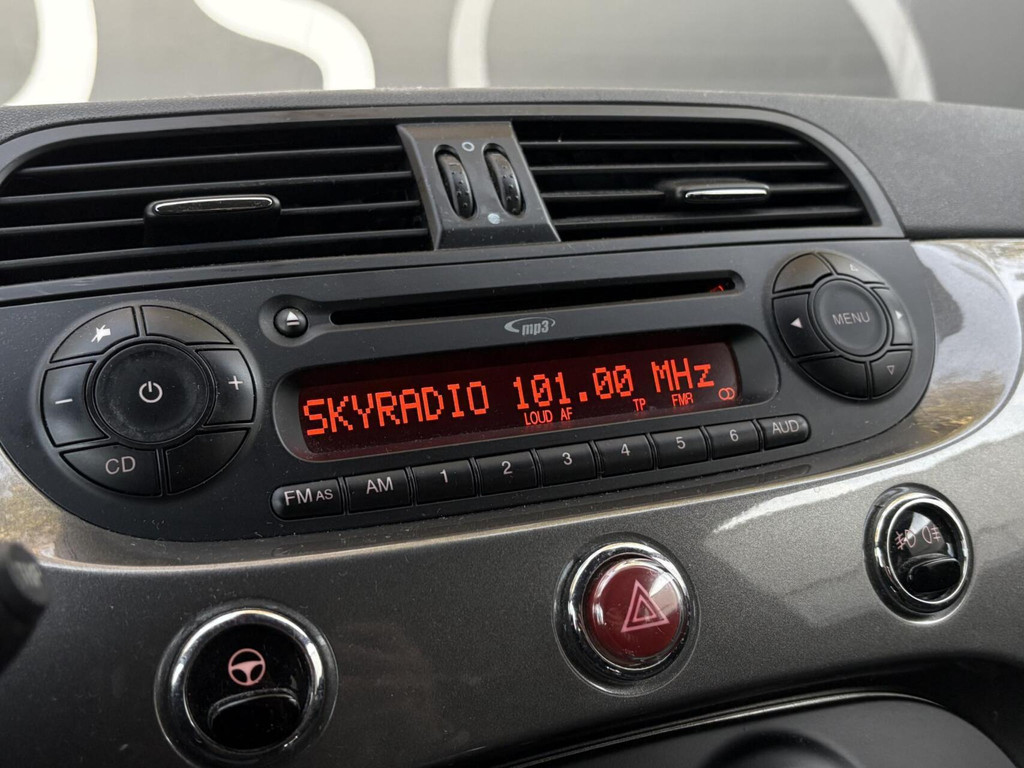 mp3
MENU
SKYRADIO 101.00 MHz
LOUD AF TP FMR
CD
FM AS AM 1 2 3 4 5 6 AUD